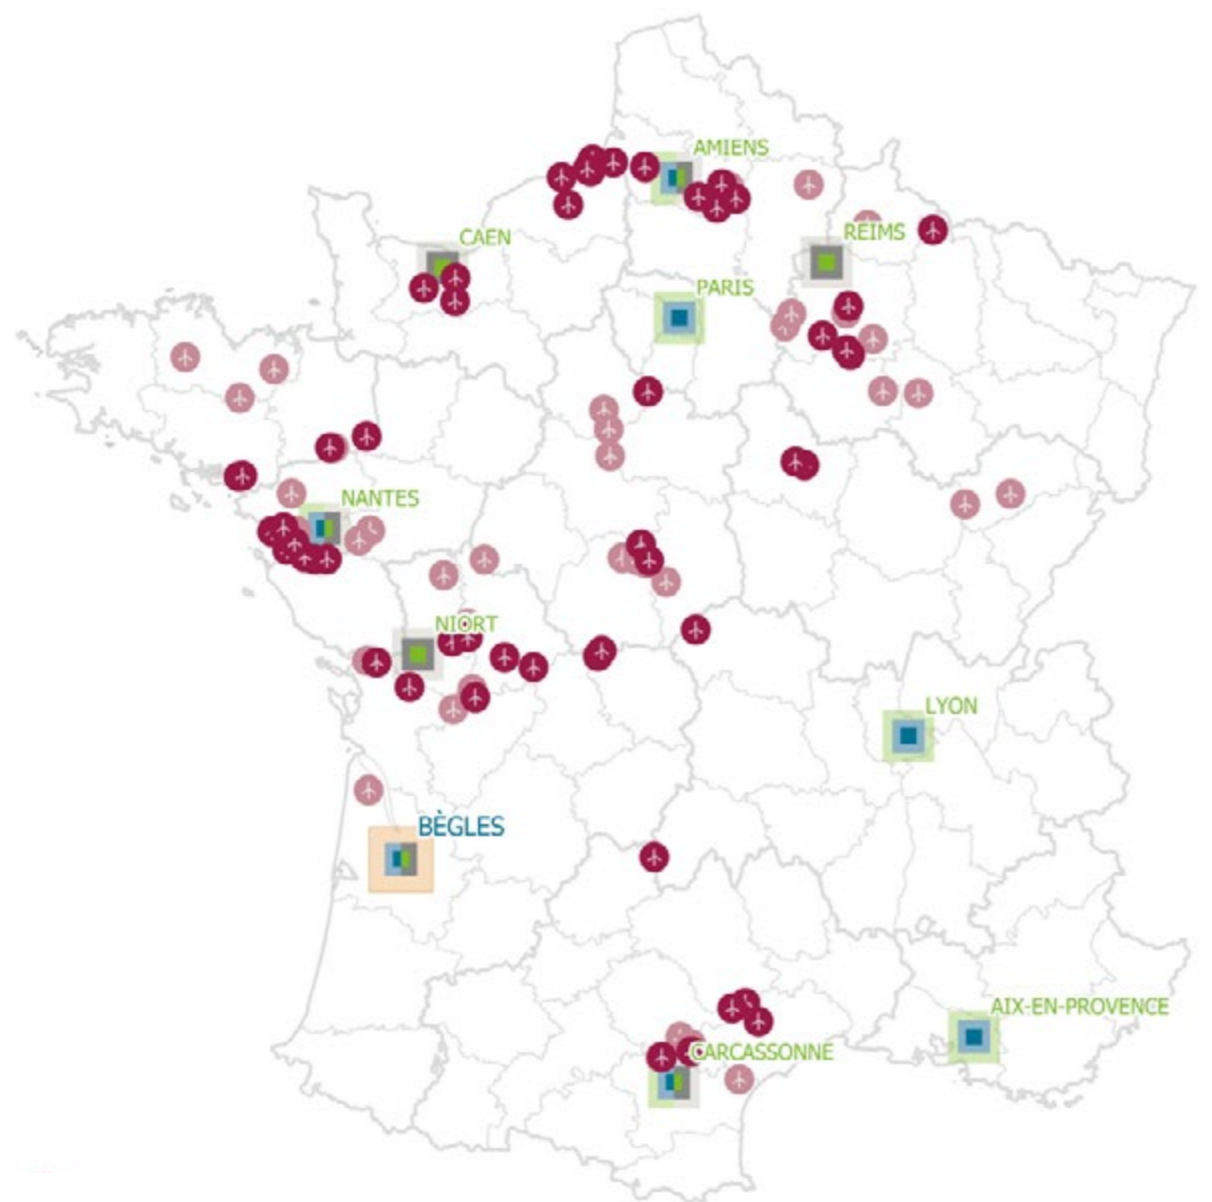 AMIENS
CAEN
REIMS
PARIS
NANTES
NIORT
LYON
BÈGLES
AIX-EN-PROVENCE
CARCASSONNE